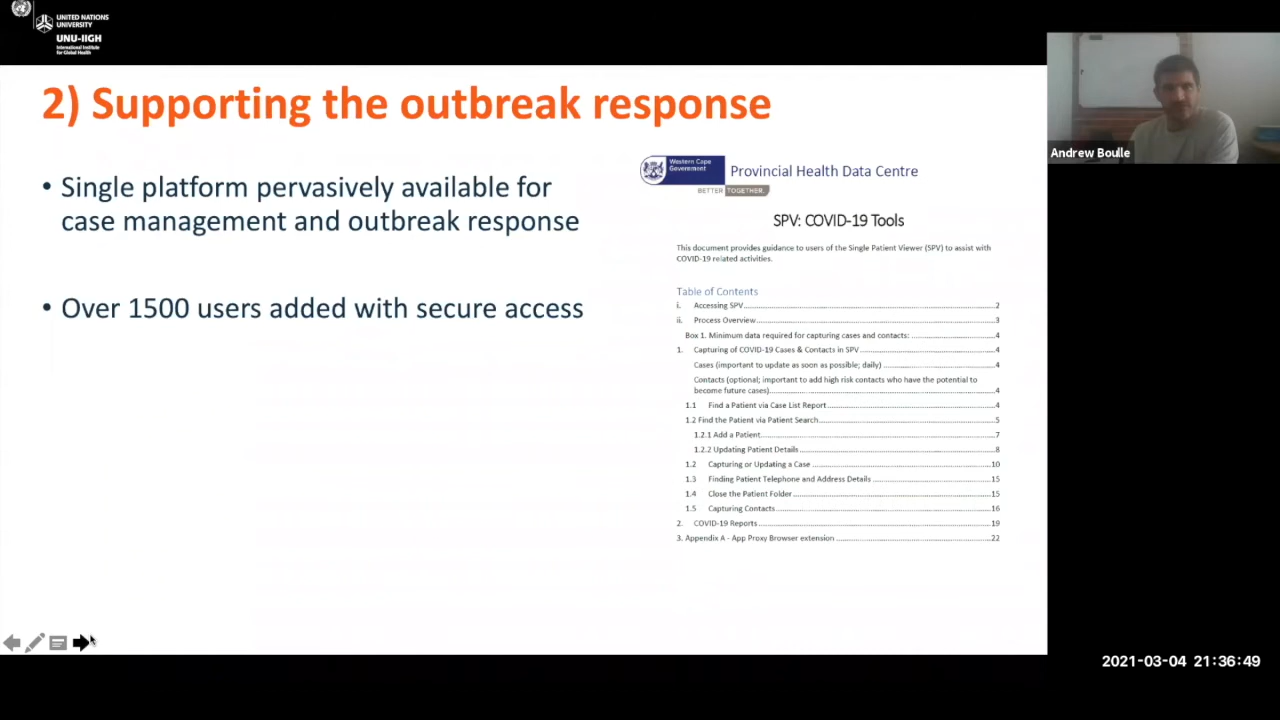 UNITED NATIONS
UNIVERSITY
UNU-IIGH
International Institute
for Global Health
2) Supporting the outbreak response
• Single platform pervasively available for
case management and outbreak response
• Over 1500 users added with secure access
Western Cape
Government
BETTER TOGETHER.
Provincial Health Data Centre
SPV: COVID-19 Tools
This document provides guidance to users of the Single Patient Viewer (SPV) to assist with
COVID-19 related activities.
Table of Contents
i. Accessing SPV 2
ii. Process Overview 3
Box 1. Minimum data required for capturing cases and contacts: 4
1. Capturing of COVID-19 Cases & Contacts in SPV 4
Cases (important to update as soon as possible; daily) 4
Contacts (optional; important to add high risk contacts who have the potential to
become future cases) 4
1.1 Find a Patient via Case List Report 4
1.2 Find the Patient via Patient Search 5
1.2.1 Add a Patient 7
1.2.2 Updating Patient Details 8
1.2 Capturing or Updating a Case 10
1.3 Finding Patient Telephone and Address Details 15
1.4 Close the Patient Folder 15
1.5 Capturing Contacts 16
2. COVID-19 Reports 19
3. Appendix A - App Proxy Browser extension 22
Andrew Boulle
2021-03-04 21:36:49